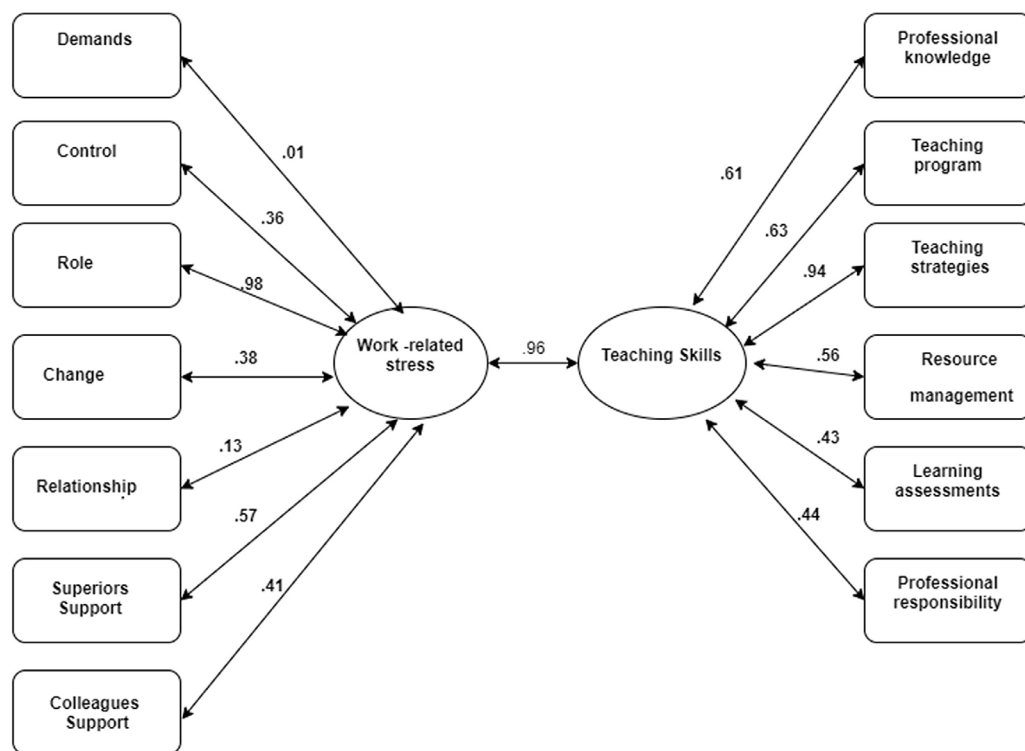 Demands
Control
Role
Change
Relationship
.
Superiors
Support
Colleagues
Support
.01
.36
.98
.38
.13
.57
.41
Work -related
stress
.96
Teaching Skills
.61
.63
.94
.56
.43
.44
Professional
knowledge
Teaching
program
Teaching
strategies
Resource
management
Learning
assessments
Professional
responsibility